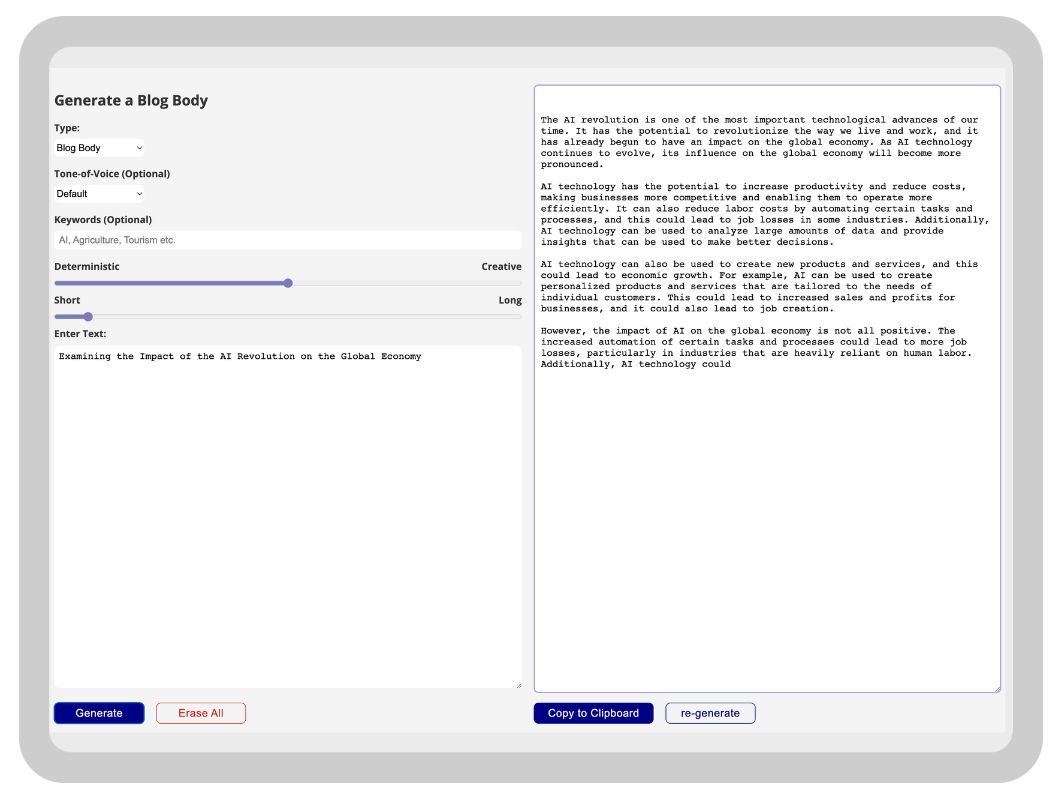 Generate a Blog Body
Type:
Blog Body
Tone-of-Voice (Optional)
Default
Keywords (Optional)
AI, Agriculture, Tourism etc.
Deterministic Creative
Short Long
Enter Text:
Examining the Impact of the AI Revolution on the Global Economy
Generate Erase All
The AI revolution is one of the most important technological advances of our
time. It has the potential to revolutionize the way we live and work, and it
has already begun to have an impact on the global economy. As AI technology
continues to evolve, its influence on the global economy will become more
pronounced.
AI technology has the potential to increase productivity and reduce costs,
making businesses more competitive and enabling them to operate more
efficiently. It can also reduce labor costs by automating certain tasks and
processes, and this could lead to job losses in some industries. Additionally,
AI technology can be used to analyze large amounts of data and provide
insights that can be used to make better decisions.
AI technology can also be used to create new products and services, and this
could lead to economic growth. For example, AI can be used to create
personalized products and services that are tailored to the needs of
individual customers. This could lead to increased sales and profits for
businesses, and it could also lead to job creation.
However, the impact of AI on the global economy is not all positive. The
increased automation of certain tasks and processes could lead to more job
losses, particularly in industries that are heavily reliant on human labor.
Additionally, AI technology could
Copy to Clipboard re-generate